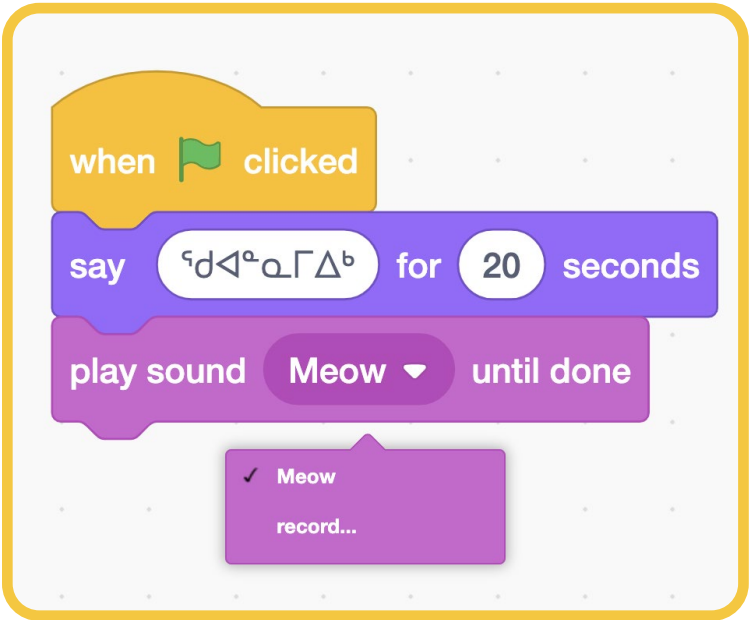 when clicked
say ᖁᐊᓐᓇᒥᐃᒃ for 20 seconds
play sound Meow until done
✓ Meow
record...